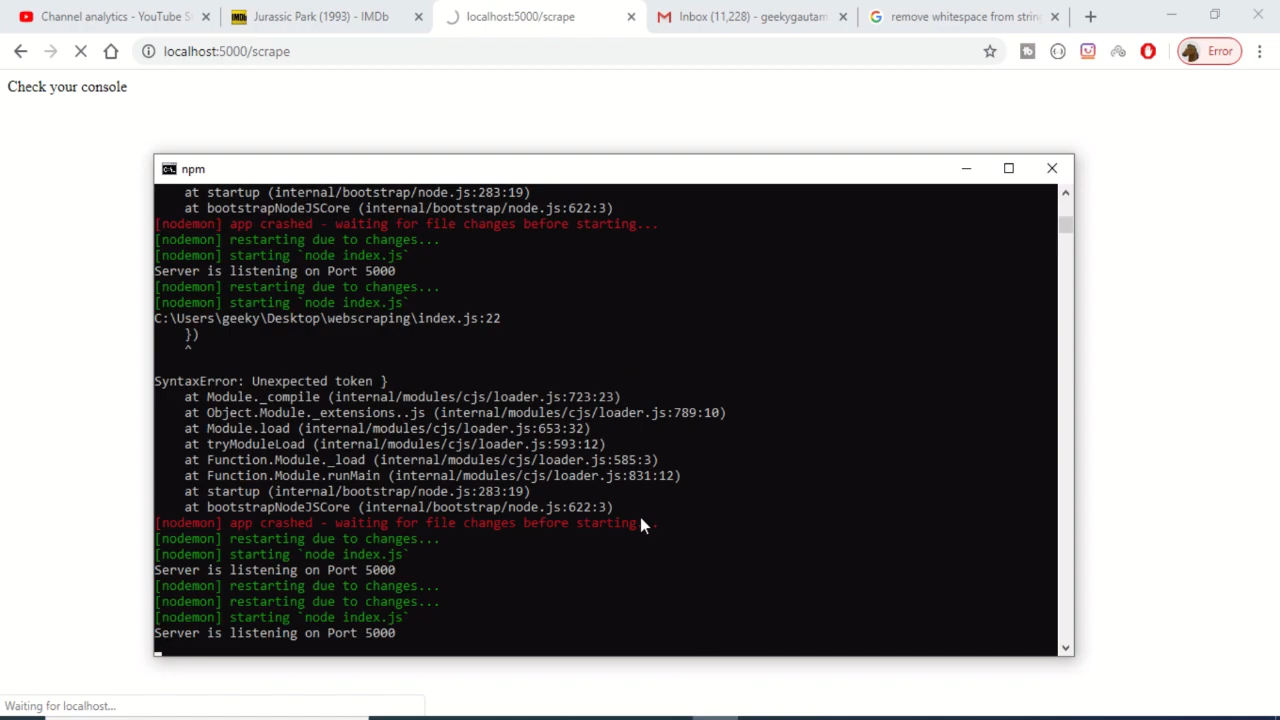 Channel analytics - YouTube S
Jurassic Park (1993) - IMDb
localhost:5000/scrape
Inbox (11,228) - geekygautam
remove whitespace from string
localhost:5000/scrape
Error
Check your console
npm
at startup (internal/bootstrap/node.js:283:19)
at bootstrapNodeJSCore (internal/bootstrap/node.js:622:3)
[nodemon] app crashed - waiting for file changes before starting...
[nodemon] restarting due to changes...
[nodemon] starting `node index.js`
Server is listening on Port 5000
[nodemon] restarting due to changes...
[nodemon] starting `node index.js`
C:\Users\geeky\Desktop\webscraping\index.js:22
})
^
SyntaxError: Unexpected token }
at Module._compile (internal/modules/cjs/loader.js:723:23)
at Object.Module._extensions..js (internal/modules/cjs/loader.js:789:10)
at Module.load (internal/modules/cjs/loader.js:653:32)
at tryModuleLoad (internal/modules/cjs/loader.js:593:12)
at Function.Module._load (internal/modules/cjs/loader.js:585:3)
at Function.Module.runMain (internal/modules/cjs/loader.js:831:12)
at startup (internal/bootstrap/node.js:283:19)
at bootstrapNodeJSCore (internal/bootstrap/node.js:622:3)
[nodemon] app crashed - waiting for file changes before starting...
[nodemon] restarting due to changes...
[nodemon] starting `node index.js`
Server is listening on Port 5000
[nodemon] restarting due to changes...
[nodemon] restarting due to changes...
[nodemon] starting `node index.js`
Server is listening on Port 5000
Waiting for localhost...